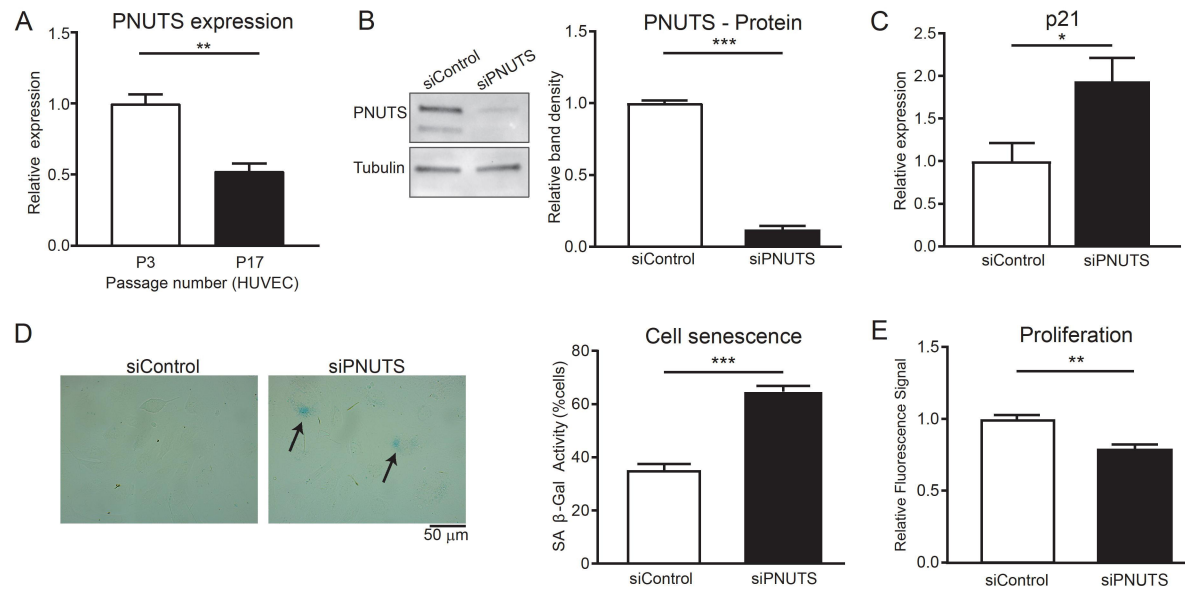 A
PNUTS expression
1.5
**
1.0
0.5
0.0
Relative expression
P3 P17
Passage number (HUVEC)
B
siControl siPNUTS
PNUTS
Tubulin
PNUTS - Protein
1.5
***
1.0
0.5
0.0
Relative band density
siControl siPNUTS
C
p21
2.5
*
2.0
1.5
1.0
0.5
0.0
Relative expression
siControl siPNUTS
D
siControl siPNUTS
50 μm
Cell senescence
80
***
60
40
20
0
SA β-Gal Activity (%cells)
siControl siPNUTS
E
Proliferation
1.5
**
1.0
0.5
0.0
Relative Fluorescence Signal
siControl siPNUTS